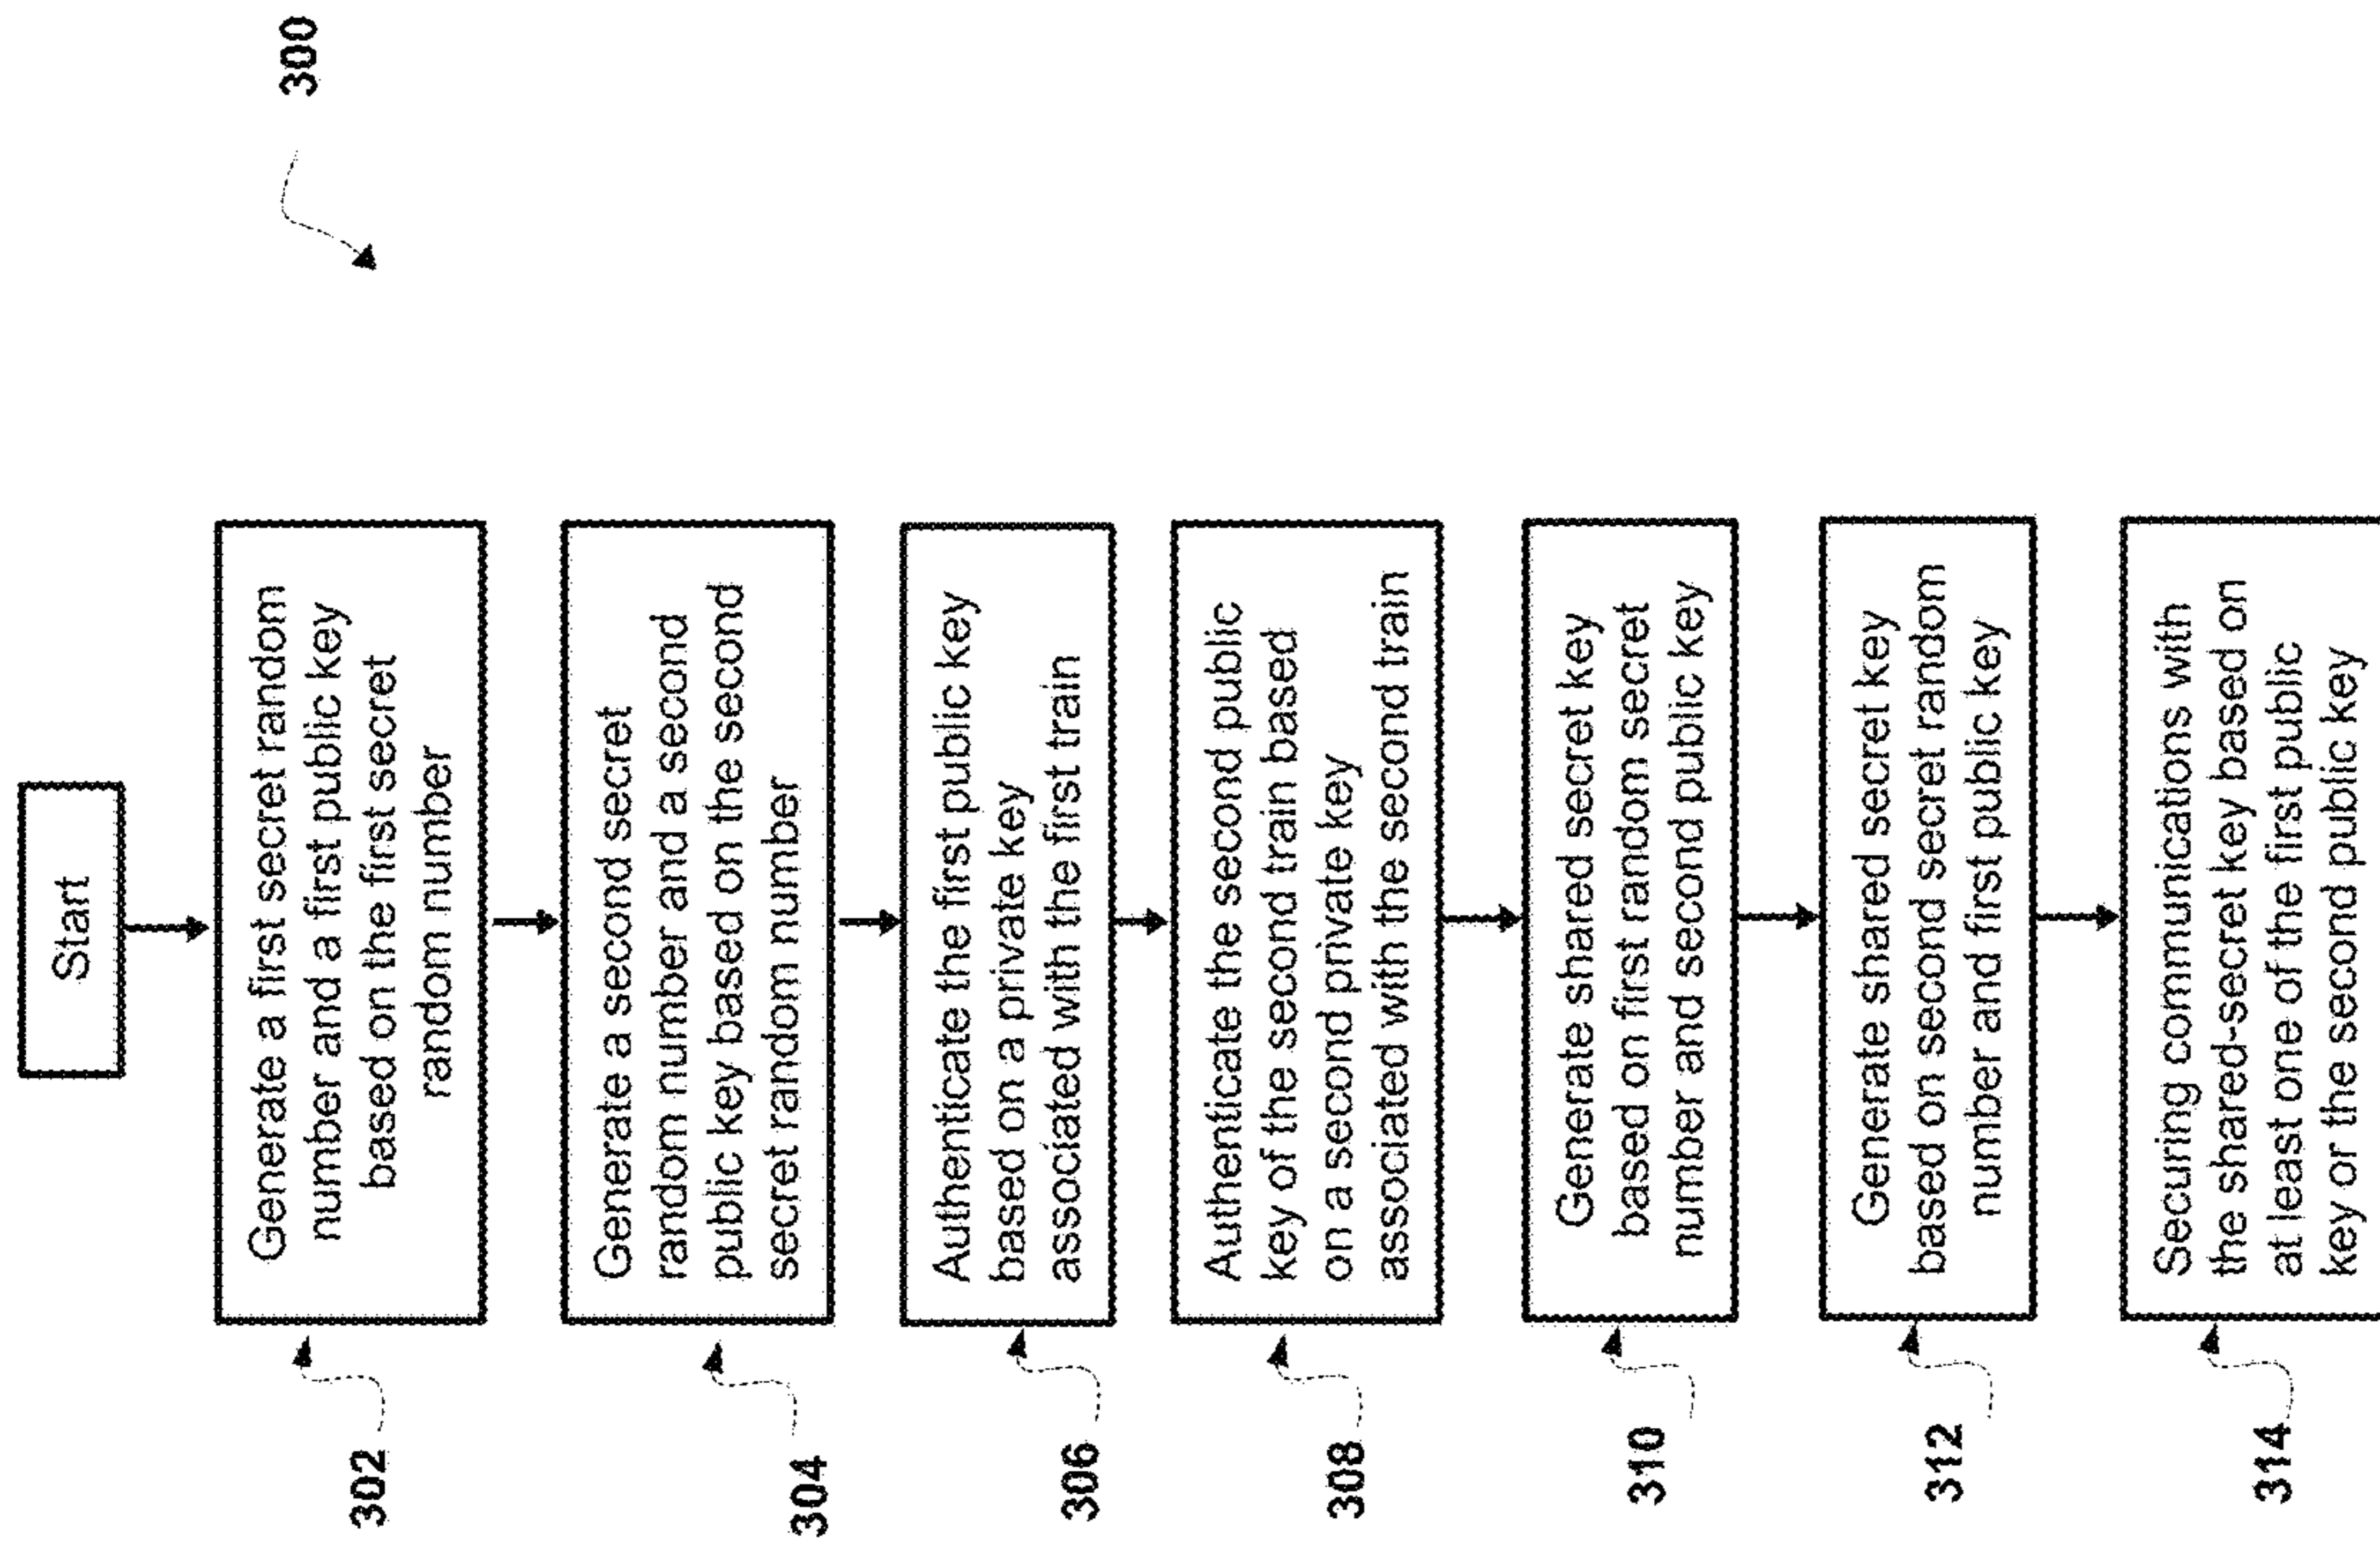 300
Start
302
Generate a first secret random
number and a first public key
based on the first secret
random number
304
Generate a second secret
random number and a second
public key based on the second
secret random number
306
Authenticate the first public key
based on a private key
associated with the first train
308
Authenticate the second public
key of the second train based
on a second private key
associated with the second train
310
Generate shared secret key
based on first random secret
number and second public key
312
Generate shared secret key
based on second secret random
number and first public key
314
Securing communications with
the shared-secret key based on
at least one of the first public
key or the second public key